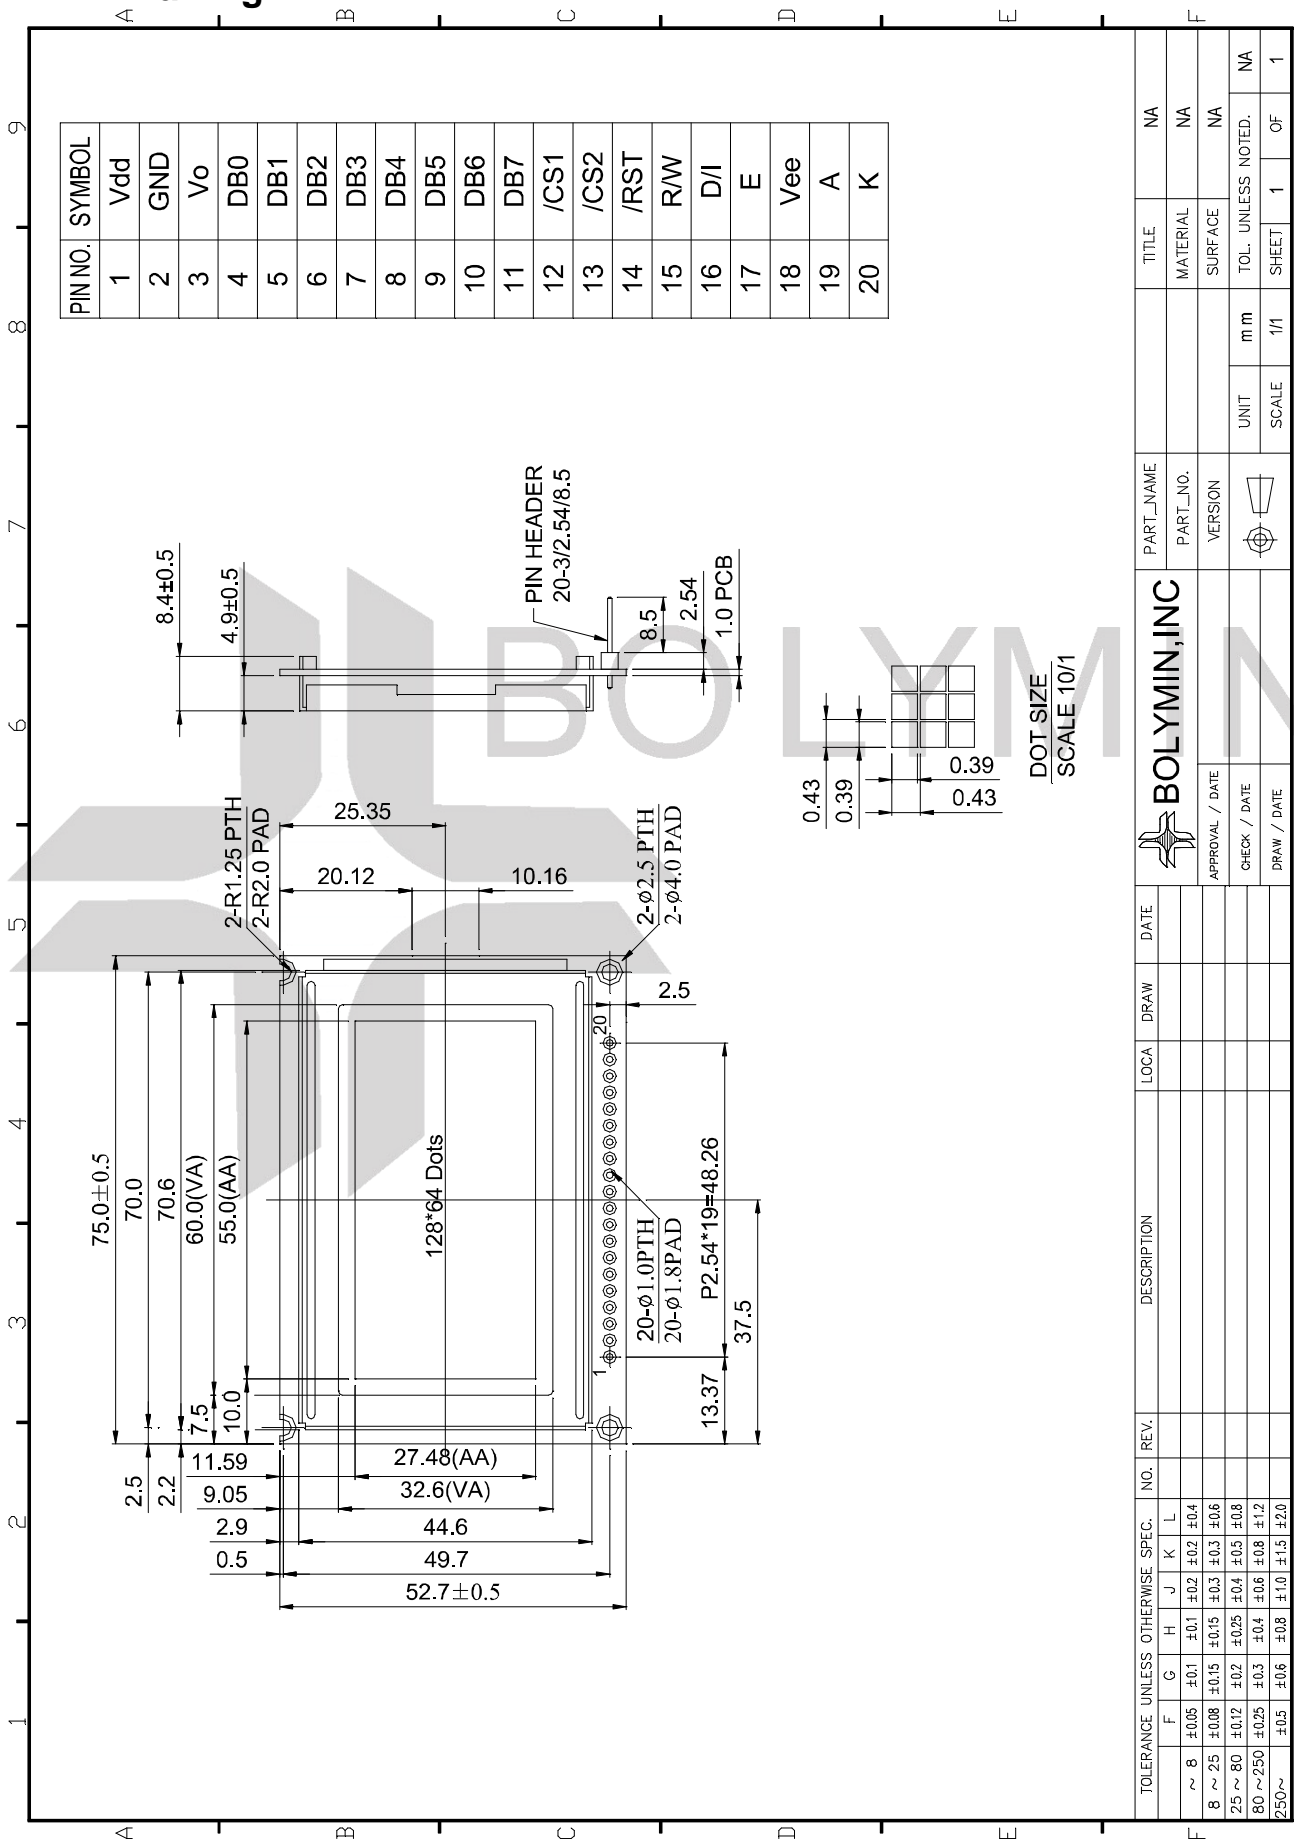 1 2 3 4 5 6 7 8 9
A B C D E F
A B C D E F
PIN NO. SYMBOL
1 Vdd
2 GND
3 Vo
4 DB0
5 DB1
6 DB2
7 DB3
8 DB4
9 DB5
10 DB6
11 DB7
12 /CS1
13 /CS2
14 /RST
15 R/W
16 D/I
17 E
18 Vee
19 A
20 K
75.0±0.5
70.0
70.6
60.0(VA)
55.0(AA)
2.5
2.2
7.5
10.0
11.59
9.05
2.9
0.5
27.48(AA)
32.6(VA)
44.6
49.7
52.7±0.5
128*64 Dots
2-R1.25 PTH
2-R2.0 PAD
25.35
20.12
10.16
2-ø2.5 PTH
2-ø4.0 PAD
2.5
1
20
20-ø1.0PTH
20-ø1.8PAD
P2.54*19=48.26
13.37
37.5
8.4±0.5
4.9±0.5
PIN HEADER
20-3/2.54/8.5
8.5
2.54
1.0 PCB
0.43
0.39
0.39
0.43
DOT SIZE
SCALE 10/1
BOLYMIN
TOLERANCE UNLESS OTHERWISE SPEC.
F G H J K L
~ 8 ±0.05 ±0.1 ±0.1 ±0.2 ±0.2 ±0.4
8 ~ 25 ±0.08 ±0.15 ±0.15 ±0.3 ±0.3 ±0.6
25 ~ 80 ±0.12 ±0.2 ±0.25 ±0.4 ±0.5 ±0.8
80 ~ 250 ±0.25 ±0.3 ±0.4 ±0.6 ±0.8 ±1.2
250~ ±0.5 ±0.6 ±0.8 ±1.0 ±1.5 ±2.0
NO. REV. DESCRIPTION LOCA DRAW DATE
BOLYMIN,INC
APPROVAL / DATE
CHECK / DATE
DRAW / DATE
PART_NAME
PART_NO.
VERSION
UNIT mm
SCALE 1/1
TITLE NA
MATERIAL NA
SURFACE NA
TOL. UNLESS NOTED. NA
SHEET 1 OF 1